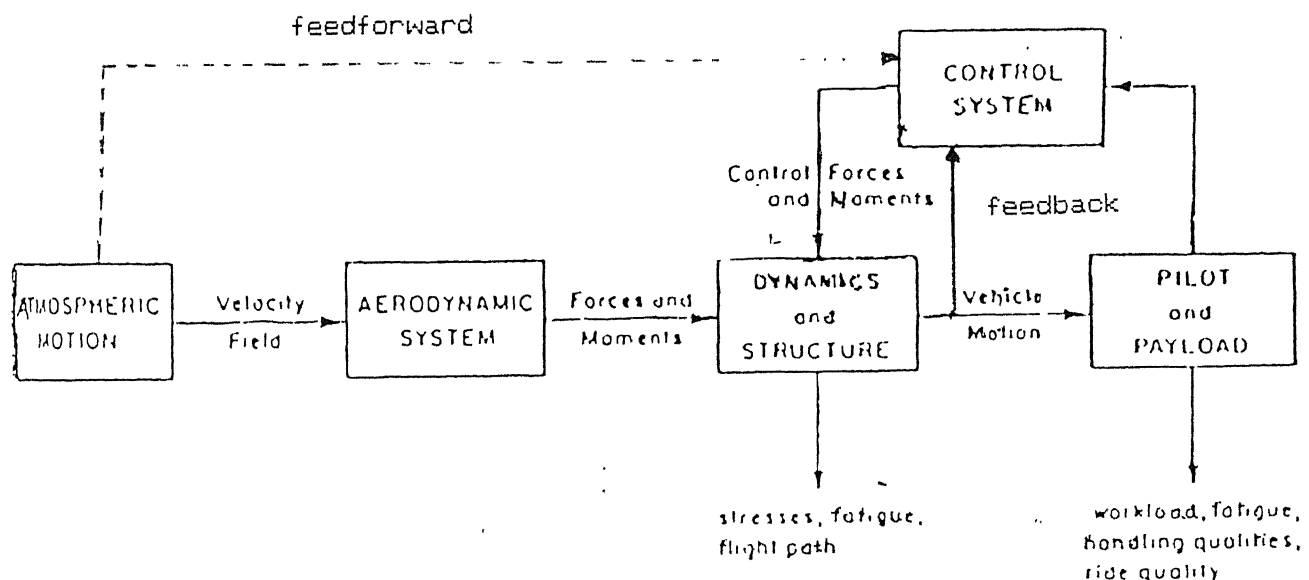 feedforward
CONTROL
SYSTEM
Control Forces
and Moments
feedback
ATMOSPHERIC
MOTION
Velocity
Field
AERODYNAMIC
SYSTEM
Forces and
Moments
DYNAMICS
and
STRUCTURE
Vehicle
Motion
PILOT
and
PAYLOAD
stresses, fatigue,
flight path
workload, fatigue,
handling qualities,
ride quality